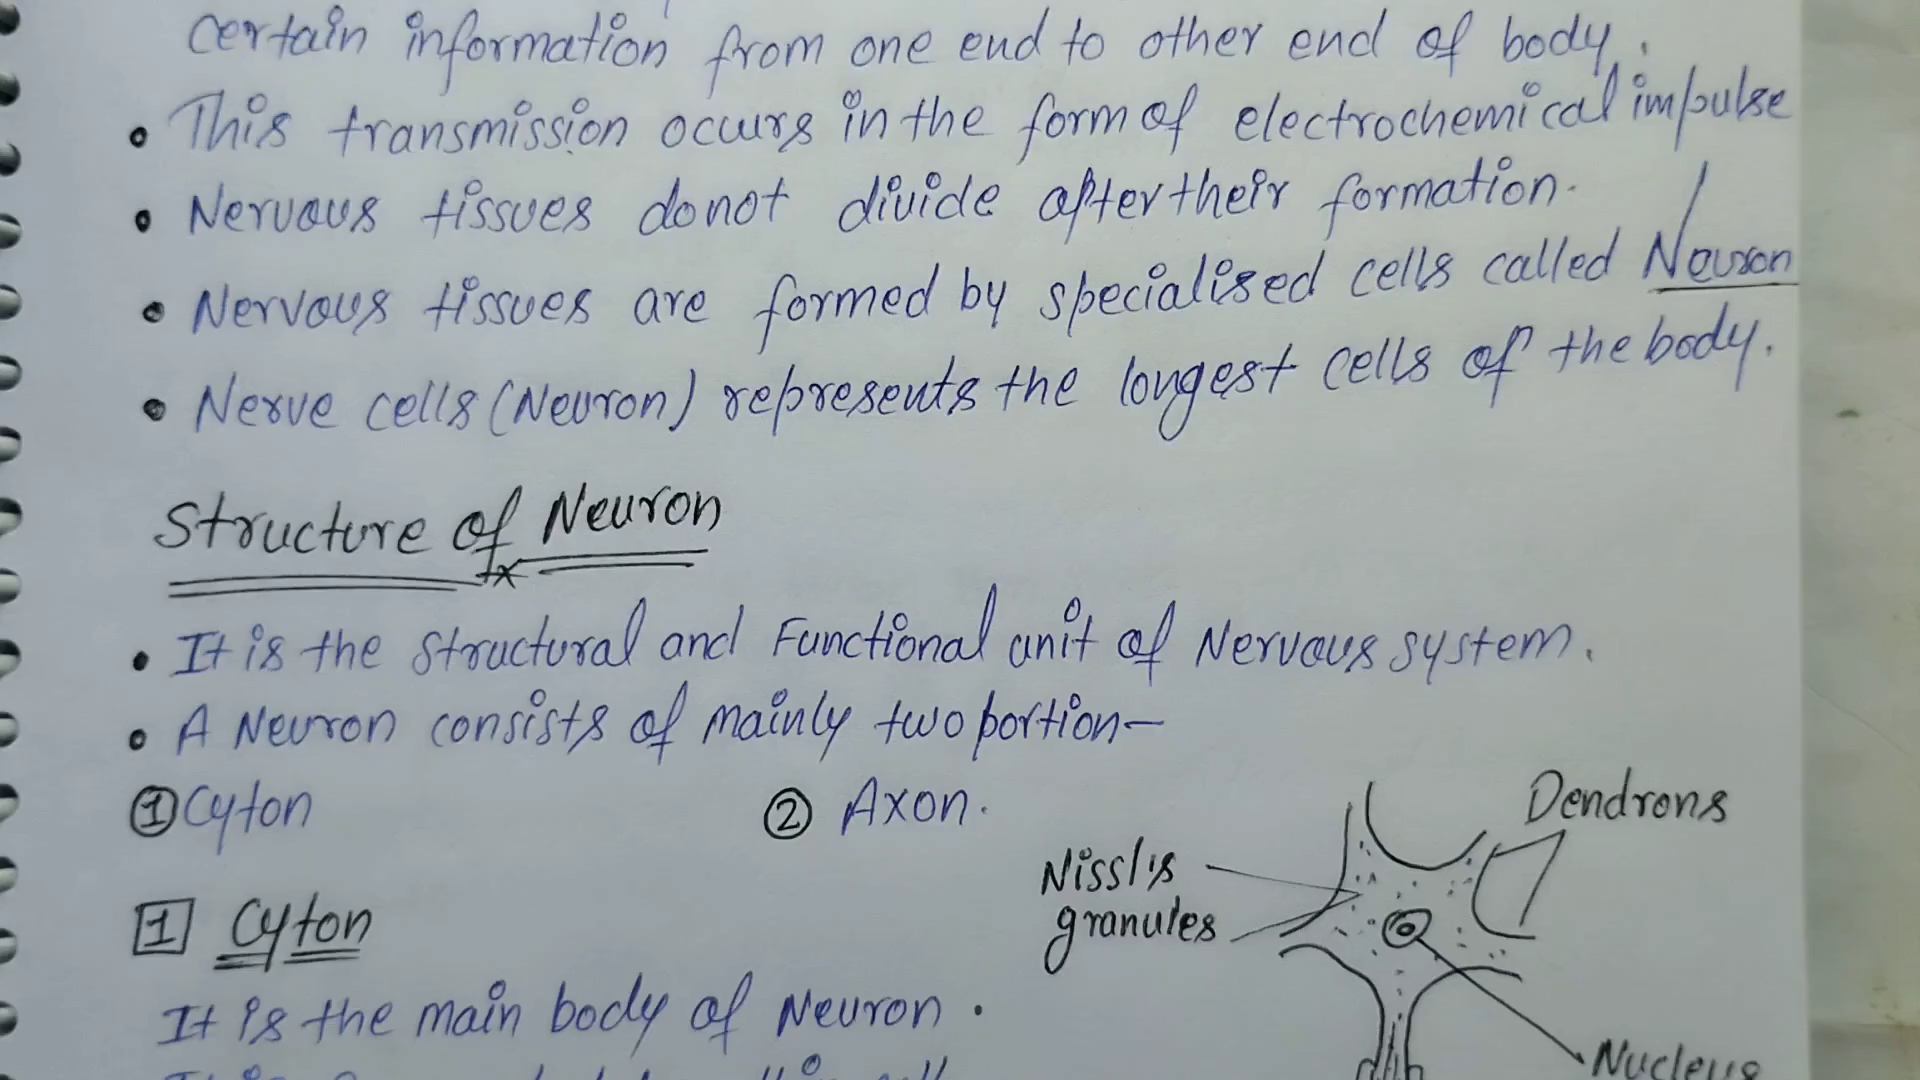 certain information from one end to other end of body.
• This transmission occurs in the form of electrochemical impulse
• Nervous tissues donot divide after their formation.
• Nervous tissues are formed by specialised cells called Neuron
• Nerve cells (Neuron) represents the longest cells of the body.
Structure of Neuron
• It is the Structural and Functional unit of Nervous system.
• A Neuron consists of mainly two portion—
① Cyton ② Axon.
Dendrons
Nissl's
granules
1 Cyton
It is the main body of Neuron.
Nucleus